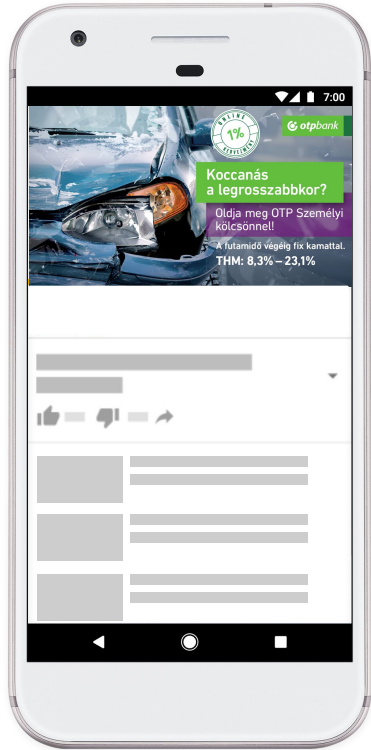 7:00
ONLINE
1%
KEDVEZMÉNY
otpbank
Koccanás
a legrosszabbkor?
Oldja meg OTP Személyi
kölcsönnel!
A futamidő végéig fix kamattal.
THM: 8,3% – 23,1%